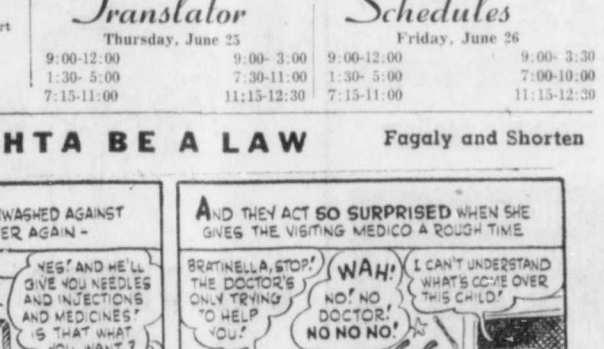 rt
Translator
Thursday, June 25
9:00-12:00 9:00- 3:00
1:30- 5:00 7:30-11:00
7:15-11:00 11:15-12:30
Schedules
Friday, June 26
9:00-12:00 9:00- 3:30
1:30- 5:00 7:00-10:00
7:15-11:00 11:15-12:30
HTA BE A LAW
Fagaly and Shorten
WASHED AGAINST
ER AGAIN -
YES! AND HE'LL
GIVE YOU NEEDLES
AND INJECTIONS
AND MEDICINES!
IS THAT WHAT
YOU WANT?
AND THEY ACT SO SURPRISED WHEN SHE
GIVES THE VISITING MEDICO A ROUGH TIME
BRATINELLA, STOP!
THE DOCTOR'S
ONLY TRYING
TO HELP
YOU!
WAH!
NO! NO
DOCTOR!
NO NO NO!
I CAN'T UNDERSTAND
WHAT'S COME OVER
THIS CHILD!